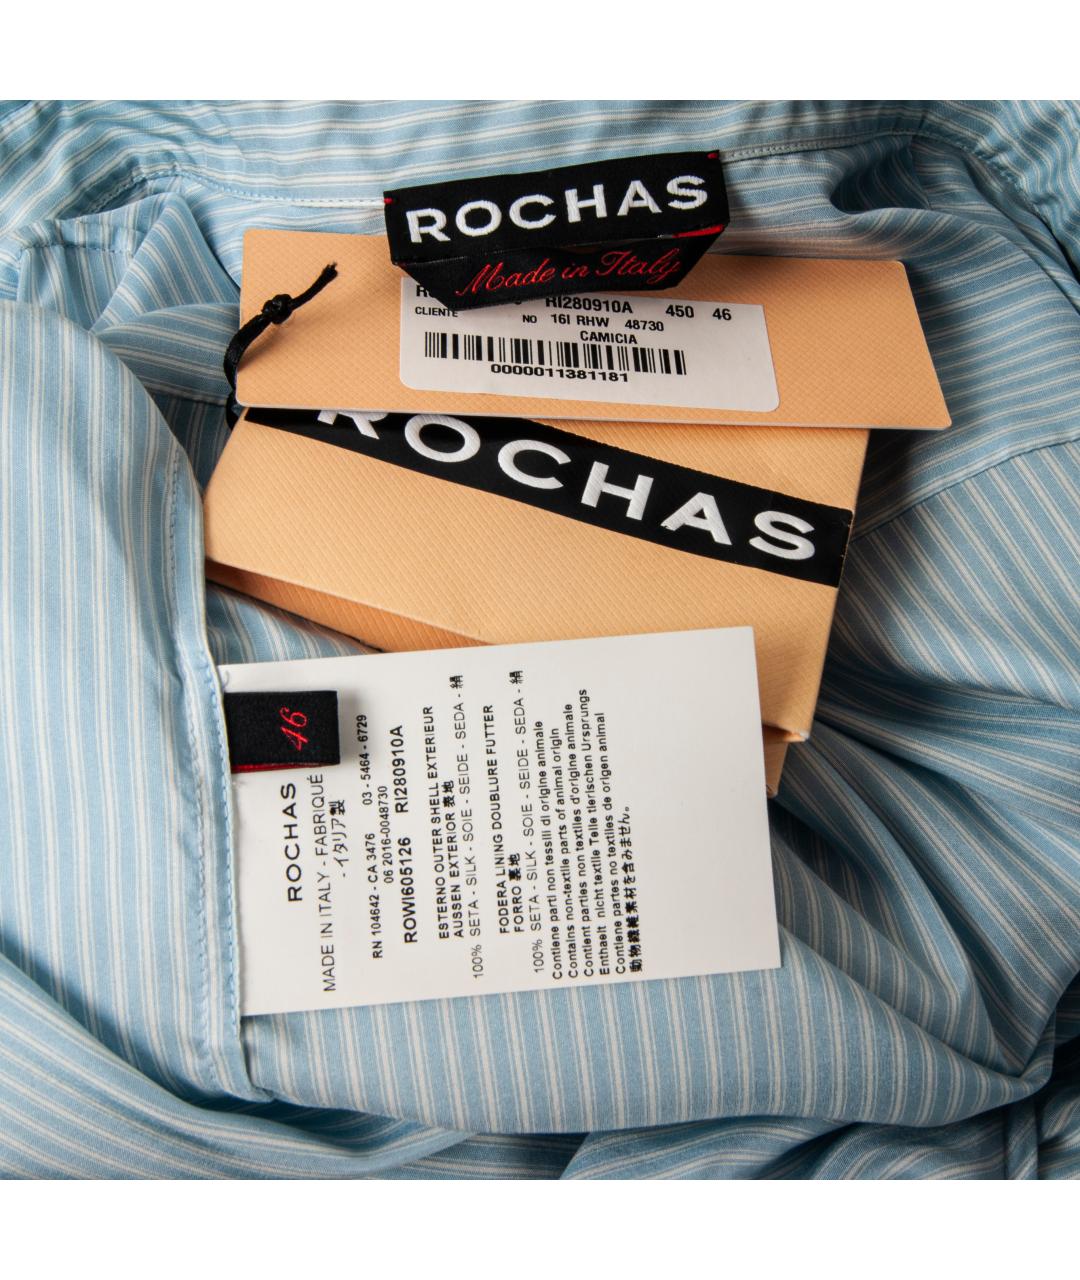 ROCHAS
Made in Italy
RI280910A 450 46
CLIENTE NO 16I RHW 48730
CAMICIA
0000011381181
ROCHAS
46
ROCHAS
MADE IN ITALY - FABRIQUÉ
- イタリア製
RN 104642 - CA 3476 03 - 5464 - 6729
06 2016-0048730
ROWI605126 RI280910A
ESTERNO OUTER SHELL EXTERIEUR
AUSSEN EXTERIOR 表地
100% SETA - SILK - SOIE - SEIDE - SEDA - 絹
FODERA LINING DOUBLURE FUTTER
FORRO 裏地
100% SETA - SILK - SOIE - SEIDE - SEDA - 絹
Contiene parti non tessili di origine animale
Contains non-textile parts of animal origin
Contient parties non textiles d'origine animale
Enthaelt nicht textile Teile tierischen Ursprungs
Contiene partes no textiles de origen animal
動物繊維素材を含みません。